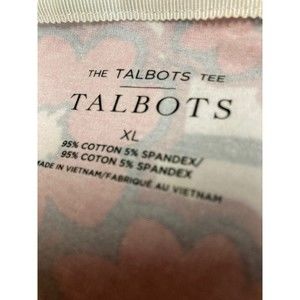 THE TALBOTS TEE
TALBOTS
XL
95% COTTON 5% SPANDEX/
95% COTON 5% SPANDEX
MADE IN VIETNAM/FABRIQUÉ AU VIETNAM